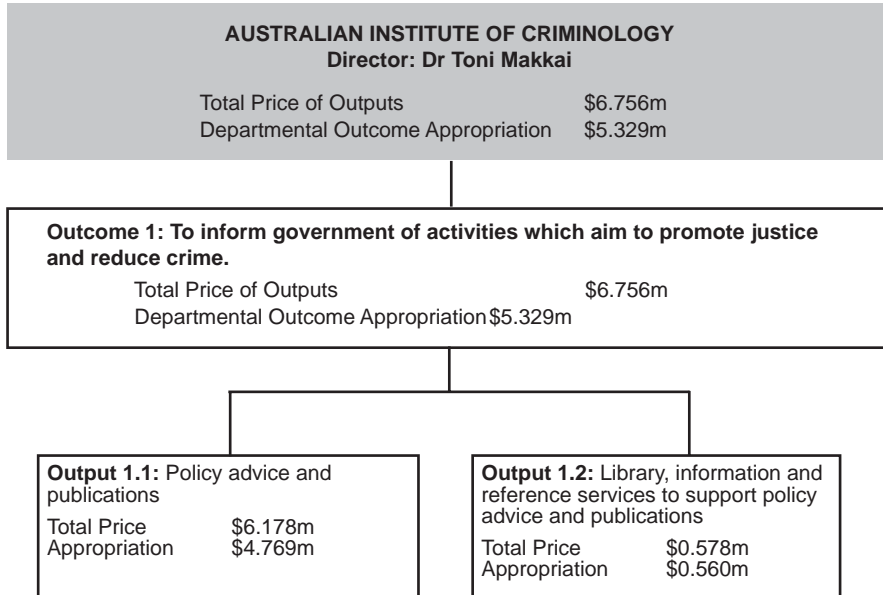 AUSTRALIAN INSTITUTE OF CRIMINOLOGY
Director: Dr Toni Makkai
Total Price of Outputs $6.756m
Departmental Outcome Appropriation $5.329m
Outcome 1: To inform government of activities which aim to promote justice
and reduce crime.
Total Price of Outputs $6.756m
Departmental Outcome Appropriation $5.329m
Output 1.1: Policy advice and
publications
Total Price $6.178m
Appropriation $4.769m
Output 1.2: Library, information and
reference services to support policy
advice and publications
Total Price $0.578m
Appropriation $0.560m